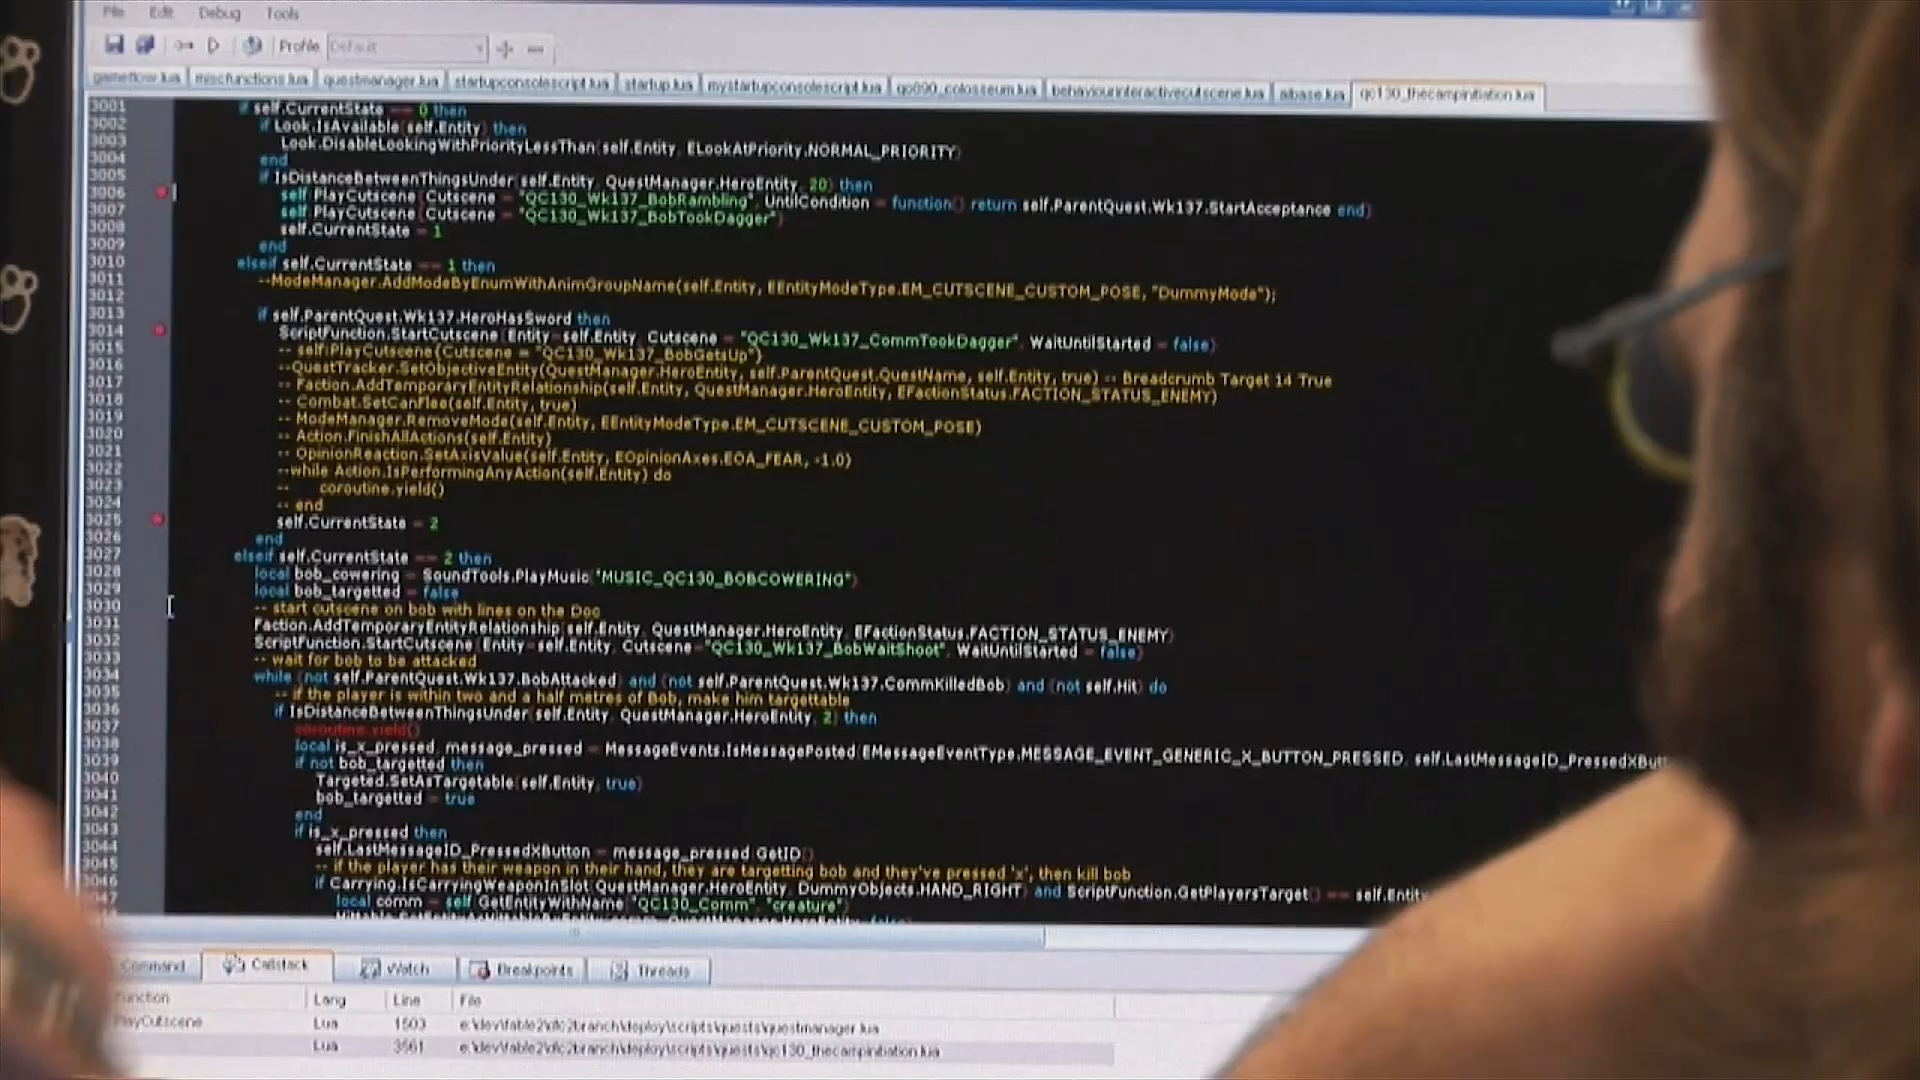 File Edit Debug Tools
Profile Default
gameflow.lua miscfunctions.lua questmanager.lua startupconsolescript.lua startup.lua mystartupconsolescript.lua qo090_colosseum.lua behaviourinteractivecutscene.lua aibase.lua qc130_thecampinitiation.lua
3001 if self.CurrentState == 0 then
3002 if Look.IsAvailable(self.Entity) then
3003 Look.DisableLookingWithPriorityLessThan(self.Entity, ELookAtPriority.NORMAL_PRIORITY)
3004 end
3005 if IsDistanceBetweenThingsUnder(self.Entity, QuestManager.HeroEntity, 20) then
3006 self.PlayCutscene{Cutscene = "QC130_Wk137_BobRambling", UntilCondition = function() return self.ParentQuest.Wk137.StartAcceptance end}
3007 self.PlayCutscene{Cutscene = "QC130_Wk137_BobTookDagger"}
3008 self.CurrentState = 1
3009 end
3010 elseif self.CurrentState == 1 then
3011 --ModeManager.AddModeByEnumWithAnimGroupName(self.Entity, EEntityModeType.EM_CUTSCENE_CUSTOM_POSE, "DummyMode");
3012
3013 if self.ParentQuest.Wk137.HeroHasSword then
3014 ScriptFunction.StartCutscene{Entity=self.Entity, Cutscene = "QC130_Wk137_CommTookDagger", WaitUntilStarted = false}
3015 -- self.PlayCutscene{Cutscene = "QC130_Wk137_BobGetsUp"}
3016 --QuestTracker.SetObjectiveEntity(QuestManager.HeroEntity, self.ParentQuest.QuestName, self.Entity, true) -- Breadcrumb Target 14 True
3017 -- Faction.AddTemporaryEntityRelationship(self.Entity, QuestManager.HeroEntity, EFactionStatus.FACTION_STATUS_ENEMY)
3018 -- Combat.SetCanFlee(self.Entity, true)
3019 -- ModeManager.RemoveMode(self.Entity, EEntityModeType.EM_CUTSCENE_CUSTOM_POSE)
3020 -- Action.FinishAllActions(self.Entity)
3021 -- OpinionReaction.SetAxisValue(self.Entity, EOpinionAxes.EOA_FEAR, -1.0)
3022 --while Action.IsPerformingAnyAction(self.Entity) do
3023 -- coroutine.yield()
3024 -- end
3025 self.CurrentState = 2
3026 end
3027 elseif self.CurrentState == 2 then
3028 local bob_cowering = SoundTools.PlayMusic("MUSIC_QC130_BOBCOWERING")
3029 local bob_targetted = false
3030 -- start cutscene on bob with lines on the Dog
3031 Faction.AddTemporaryEntityRelationship(self.Entity, QuestManager.HeroEntity, EFactionStatus.FACTION_STATUS_ENEMY)
3032 ScriptFunction.StartCutscene{Entity=self.Entity, Cutscene="QC130_Wk137_BobWaitShoot", WaitUntilStarted = false}
3033 -- wait for bob to be attacked
3034 while (not self.ParentQuest.Wk137.BobAttacked) and (not self.ParentQuest.Wk137.CommKilledBob) and (not self.Hit) do
3035 -- if the player is within two and a half metres of Bob, make him targettable
3036 if IsDistanceBetweenThingsUnder(self.Entity, QuestManager.HeroEntity, 2) then
3037 coroutine.yield()
3038 local is_x_pressed, message_pressed = MessageEvents.IsMessagePosted(EMessageEventType.MESSAGE_EVENT_GENERIC_X_BUTTON_PRESSED, self.LastMessageID_PressedXButt
3039 if not bob_targetted then
3040 Targeted.SetAsTargetable(self.Entity, true)
3041 bob_targetted = true
3042 end
3043 if is_x_pressed then
3044 self.LastMessageID_PressedXButton = message_pressed:GetID()
3045 -- if the player has their weapon in their hand, they are targetting bob and they've pressed 'x', then kill bob
3046 if Carrying.IsCarryingWeaponInSlot(QuestManager.HeroEntity, DummyObjects.HAND_RIGHT) and ScriptFunction.GetPlayersTarget() == self.Entity
3047 local comm = self.GetEntityWithName("QC130_Comm", "creature")
Command Callstack Watch Breakpoints Threads
Function Lang Line File
PlayCutscene Lua 1503 e:\dev\fable2\dlc2branch\deploy\scripts\quests\questmanager.lua
Lua 3561 e:\dev\fable2\dlc2branch\deploy\scripts\quests\qc130_thecampinitiation.lua